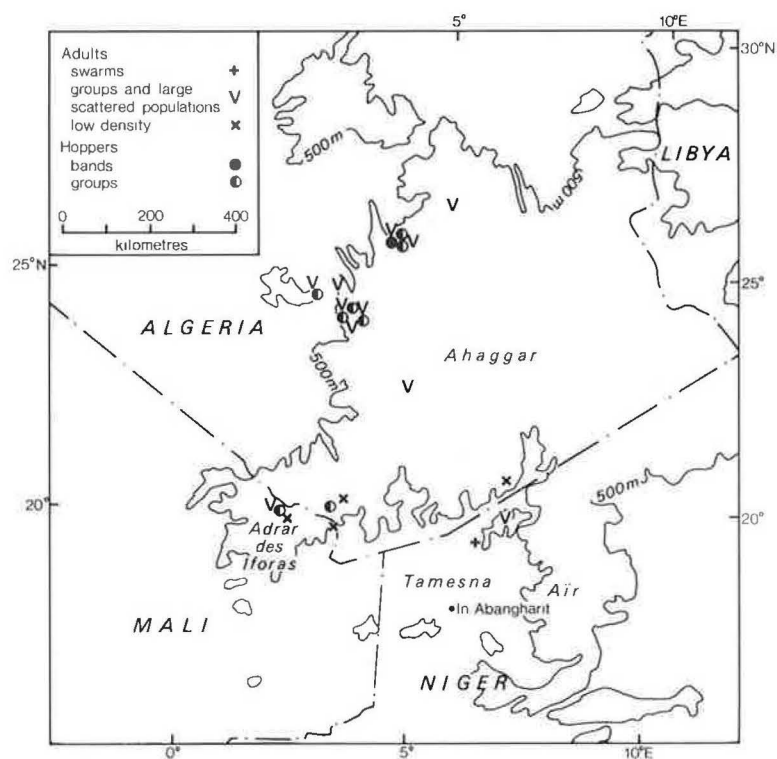 5°
10°E
30°N
Adults
swarms +
groups and large
scattered populations V
low density x
Hoppers
bands
groups
0 200 400
kilometres
500m
500m
LIBYA
V
V
V
25°N
V
V
25°N
V
V
V
ALGERIA
500m
Ahaggar
V
x
500m
20°
V
x
x
x
V
20°
+
Adrar
des
Iforas
Tamesna
Aïr
In Abangharit
MALI
NIGER
0°
5°
10°E